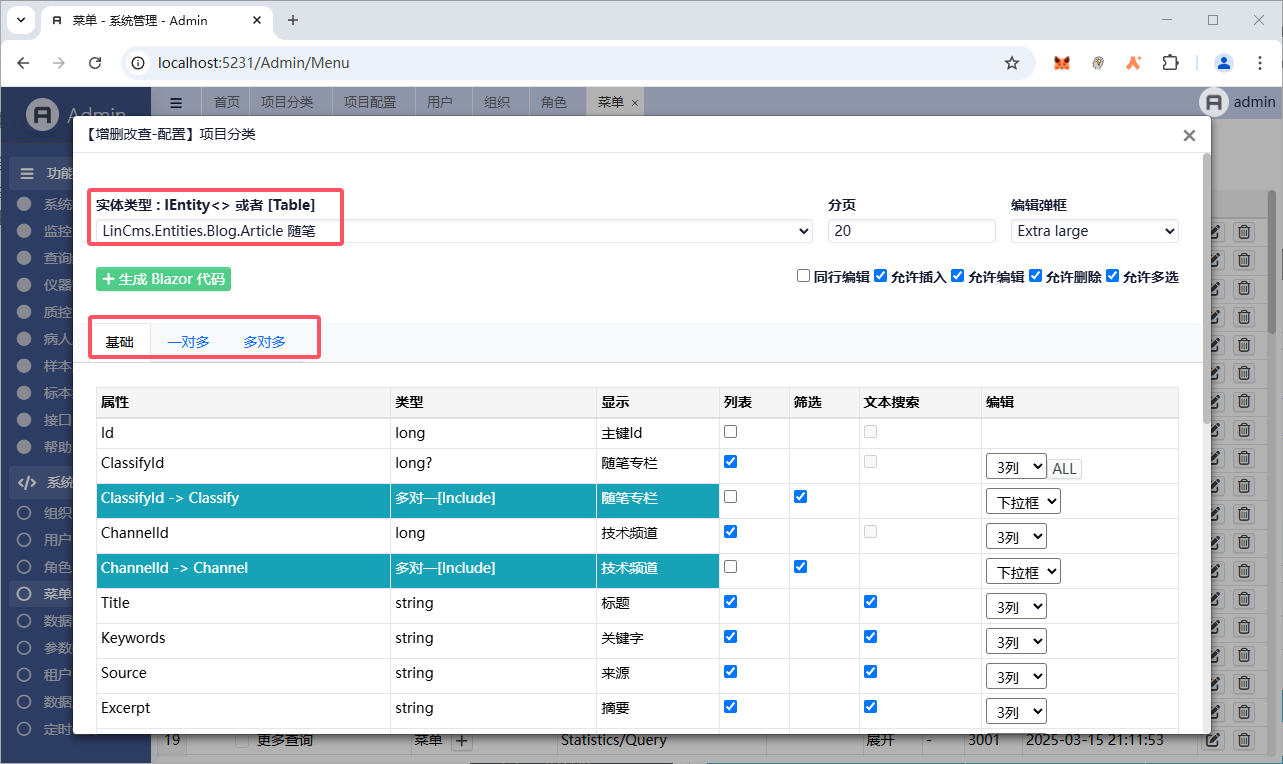 菜单 - 系统管理 - Admin
localhost:5231/Admin/Menu
Admin
首页 项目分类 项目配置 用户 组织 角色 菜单 ×
admin
【增删改查-配置】项目分类
功能
系统
监控
查询
仪器
质控
病人
样本
标本
接口
帮助
系统
组织
用户
角色
菜单
数据
参数
租户
数据
定时
实体类型 : IEntity<> 或者 [Table]
分页
编辑弹框
LinCms.Entities.Blog.Article 随笔
20
Extra large
+ 生成 Blazor 代码
同行编辑 允许插入 允许编辑 允许删除 允许多选
基础 一对多 多对多
属性 类型 显示 列表 筛选 文本搜索 编辑
Id long 主键Id
ClassifyId long? 随笔专栏 3列 ALL
ClassifyId -> Classify 多对一[Include] 随笔专栏 下拉框
ChannelId long 技术频道 3列
ChannelId -> Channel 多对一[Include] 技术频道 下拉框
Title string 标题 3列
Keywords string 关键字 3列
Source string 来源 3列
Excerpt string 摘要 3列
19 更多查询 菜单 + Statistics/Query 展开 - 3001 2025-03-15 21:11:53